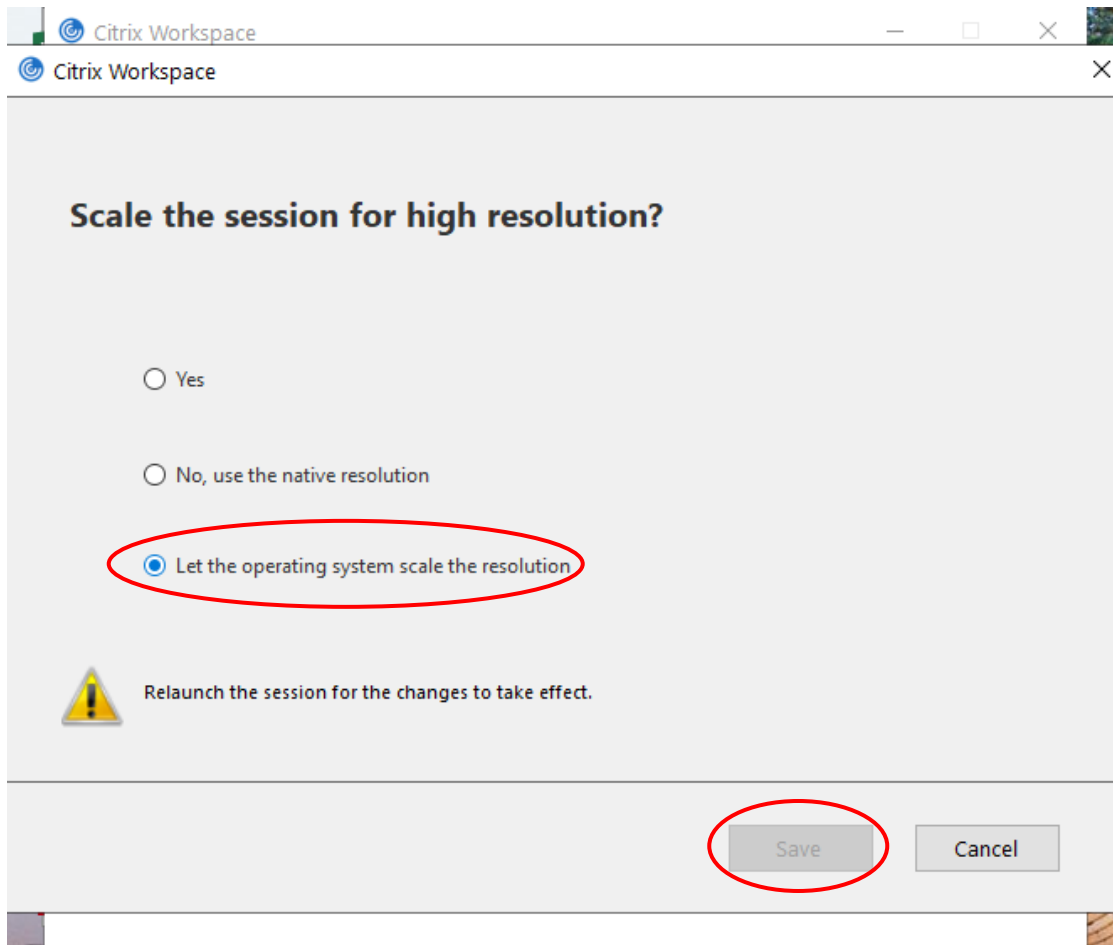 Citrix Workspace
Citrix Workspace
Scale the session for high resolution?
Yes
No, use the native resolution
Let the operating system scale the resolution
Relaunch the session for the changes to take effect.
Save
Cancel